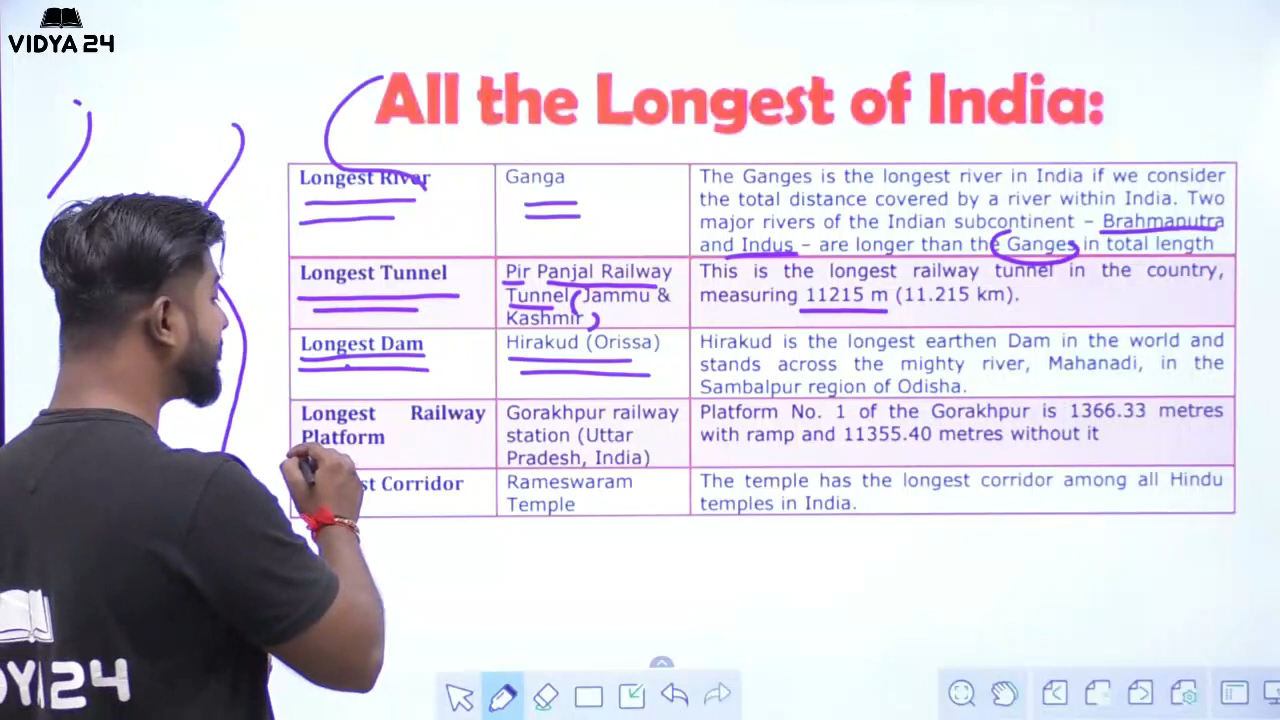 VIDYA 24
All the Longest of India:
Longest River
Ganga
The Ganges is the longest river in India if we consider
the total distance covered by a river within India. Two
major rivers of the Indian subcontinent – Brahmaputra
and Indus – are longer than the Ganges in total length
Longest Tunnel
Pir Panjal Railway
Tunnel (Jammu &
Kashmir)
This is the longest railway tunnel in the country,
measuring 11215 m (11.215 km).
Longest Dam
Hirakud (Orissa)
Hirakud is the longest earthen Dam in the world and
stands across the mighty river, Mahanadi, in the
Sambalpur region of Odisha.
Longest Railway
Platform
Gorakhpur railway
station (Uttar
Pradesh, India)
Platform No. 1 of the Gorakhpur is 1366.33 metres
with ramp and 11355.40 metres without it
st Corridor
Rameswaram
Temple
The temple has the longest corridor among all Hindu
temples in India.
DYA 24